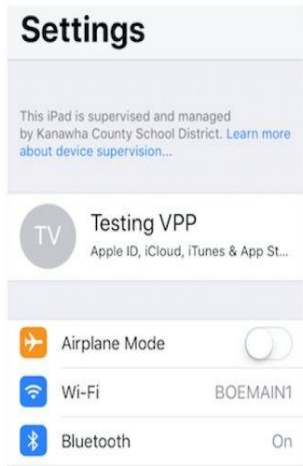 Settings
This iPad is supervised and managed
by Kanawha County School District. Learn more
about device supervision...
TV
Testing VPP
Apple ID, iCloud, iTunes & App St...
Airplane Mode
Wi-Fi BOEMAIN1
Bluetooth On